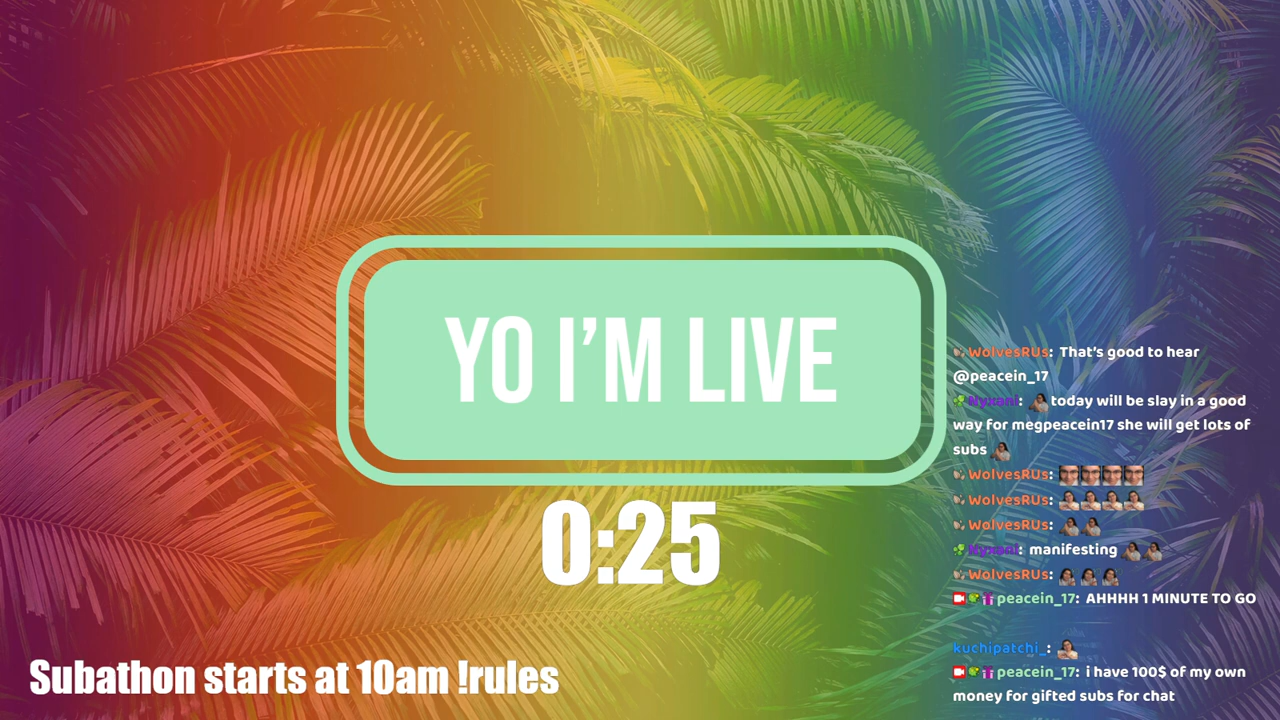 YO I’M LIVE
0:25
Subathon starts at 10am !rules
WolvesRUs: That's good to hear
@peacein_17
Nyxani: today will be slay in a good
way for megpeacein17 she will get lots of
subs
WolvesRUs:
WolvesRUs:
WolvesRUs:
Nyxani: manifesting
WolvesRUs:
peacein_17: AHHHH 1 MINUTE TO GO
kuchipatchi_:
peacein_17: i have 100$ of my own
money for gifted subs for chat